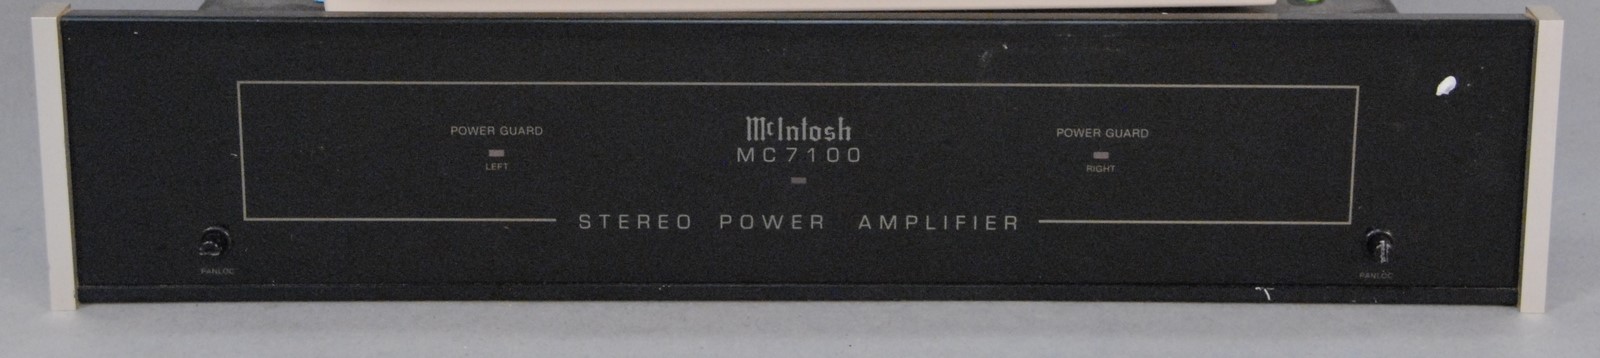 POWER GUARD
LEFT
McIntosh
MC7100
POWER GUARD
RIGHT
STEREO POWER AMPLIFIER
PANLOC
PANLOC